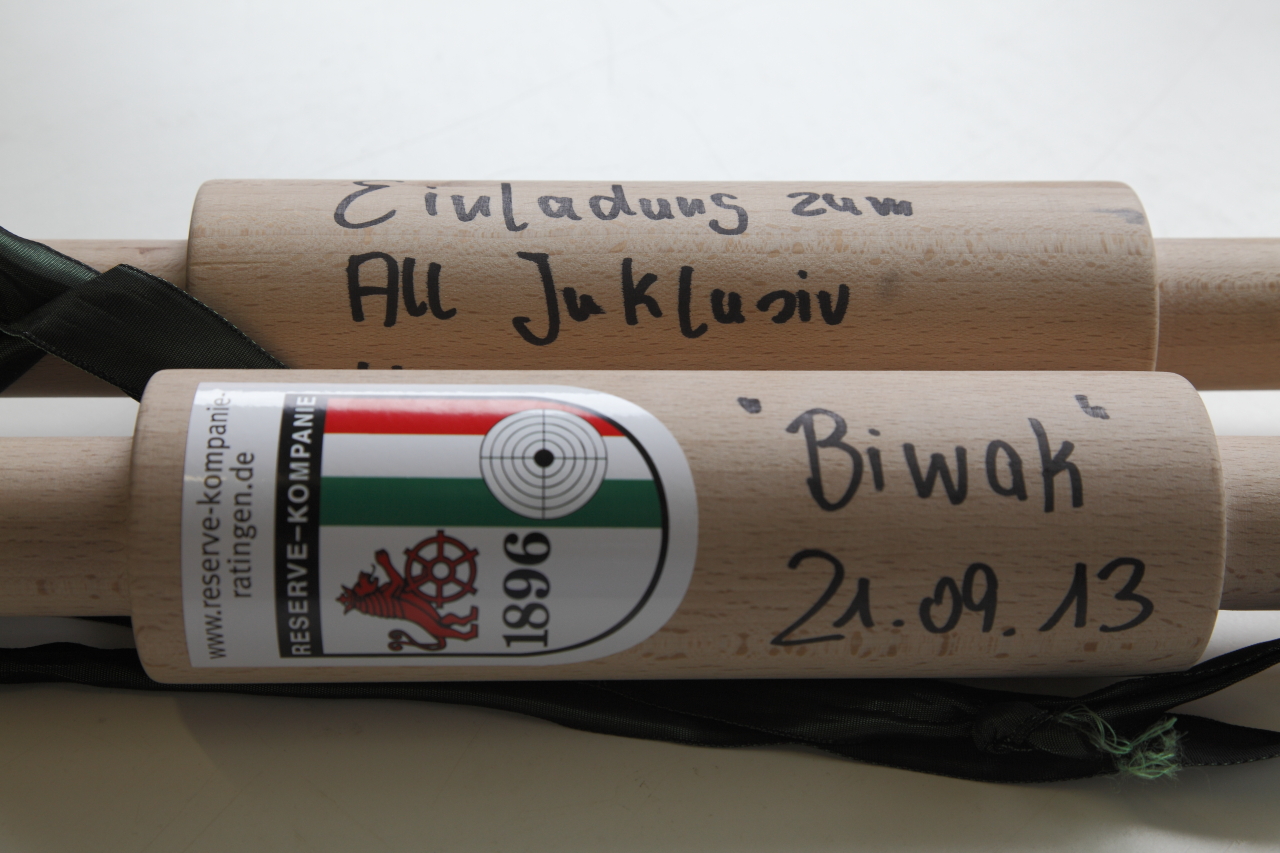 Einladung zum
All Inklusiv
"Biwak"
21.09.13
www.reserve-kompanie-
ratingen.de
RESERVE-KOMPANIE
1896